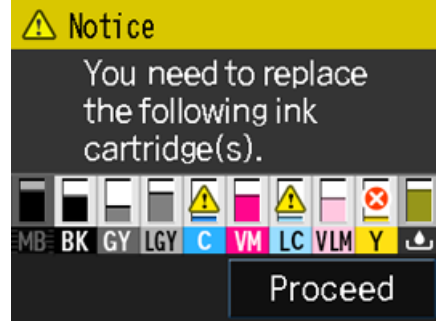 Notice
You need to replace
the following ink
cartridge(s).
MB BK GY LGY C VM LC VLM Y
Proceed